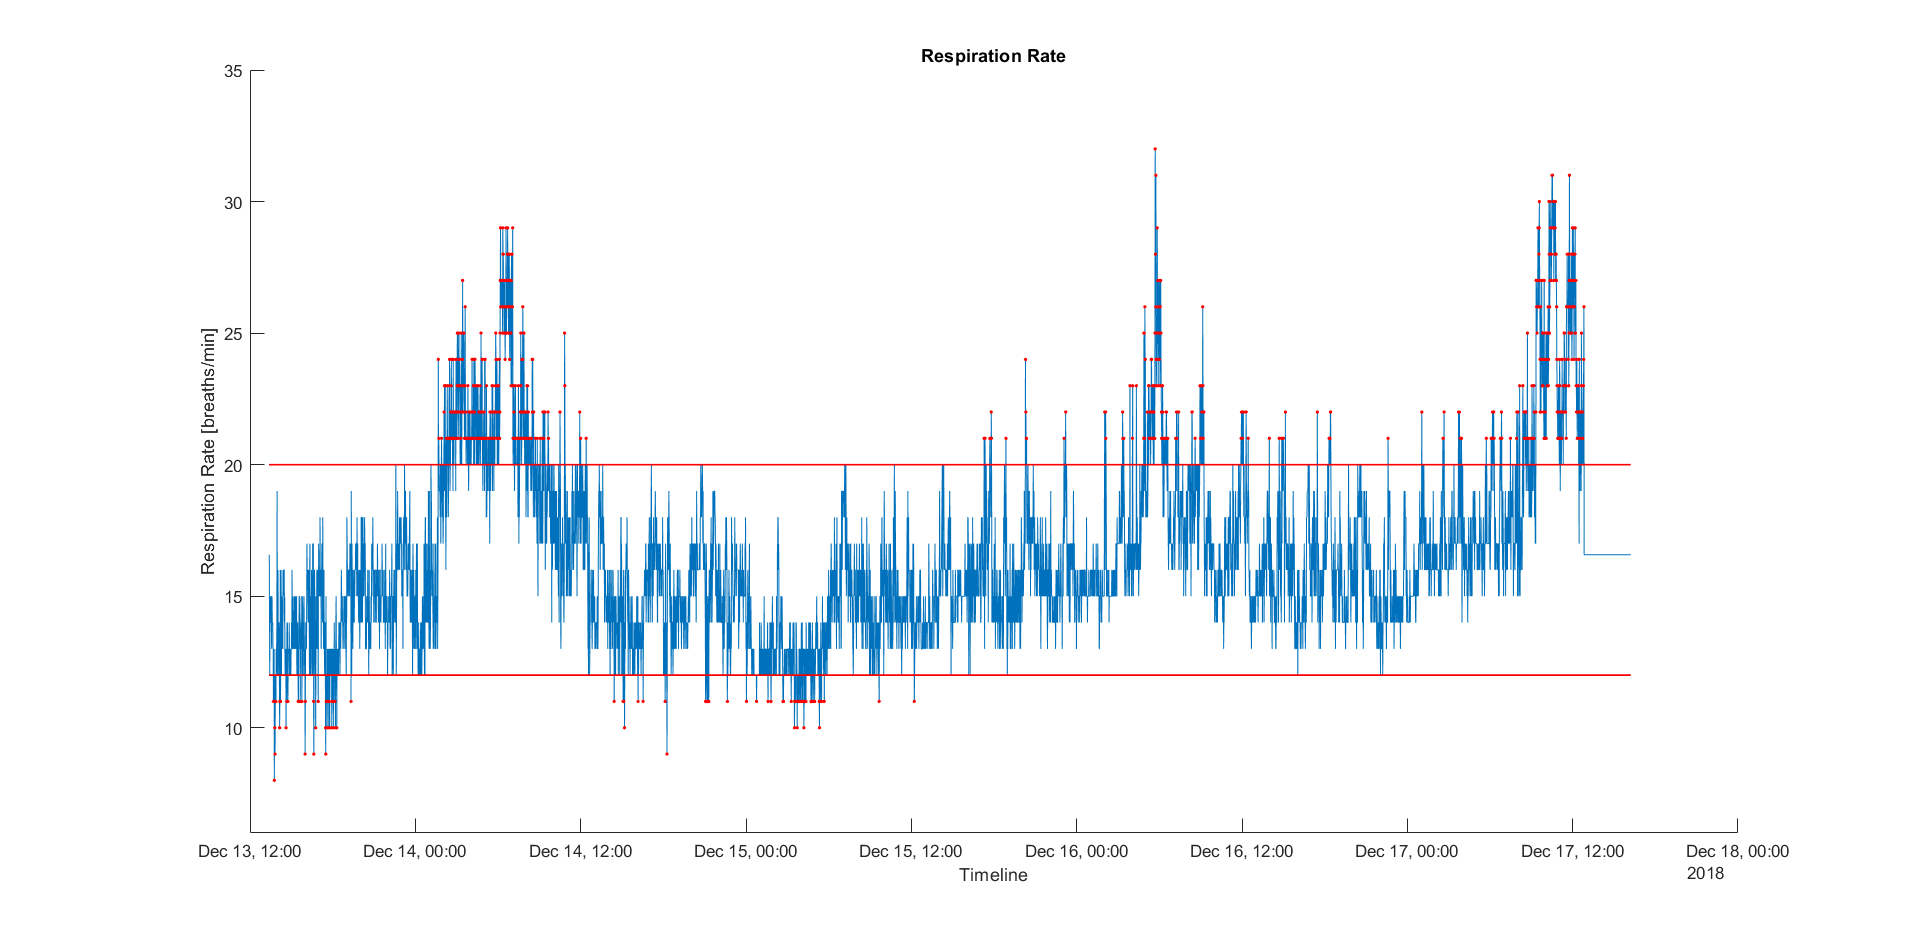 Respiration Rate
35
30
25
20
15
10
Respiration Rate [breaths/min]
Dec 13, 12:00 Dec 14, 00:00 Dec 14, 12:00 Dec 15, 00:00 Dec 15, 12:00 Dec 16, 00:00 Dec 16, 12:00 Dec 17, 00:00 Dec 17, 12:00 Dec 18, 00:00
Timeline 2018